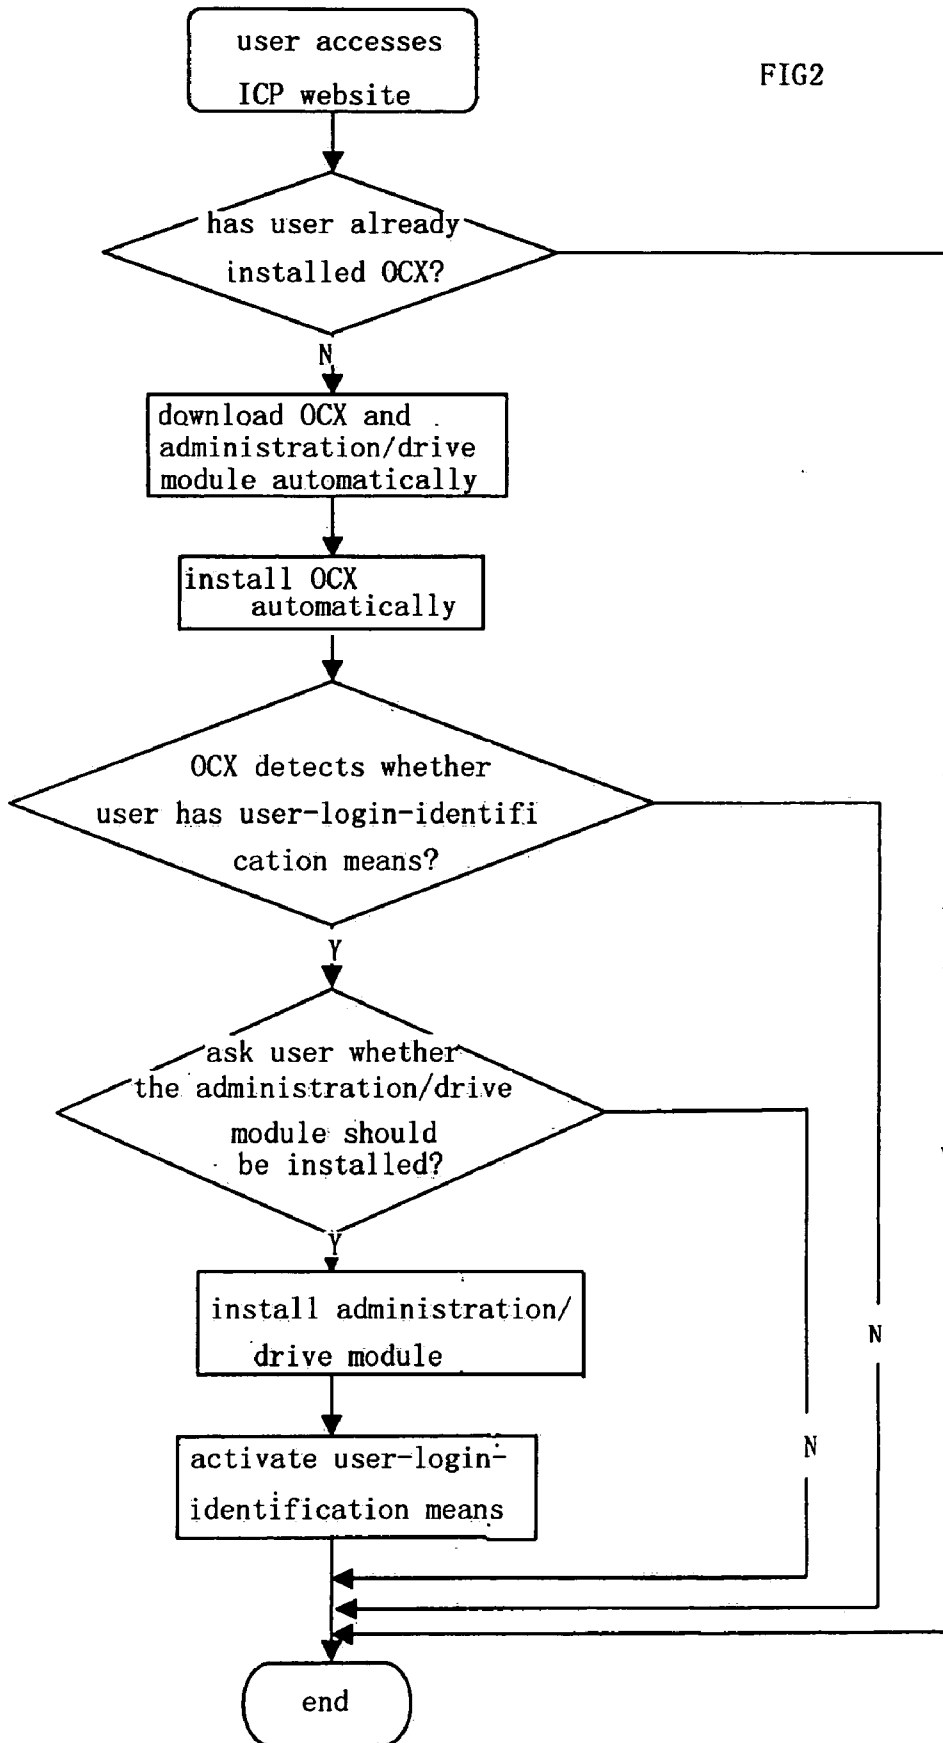 user accesses
ICP website
FIG2
has user already
installed OCX?
N
download OCX and
administration/drive
module automatically
install OCX
automatically
OCX detects whether
user has user-login-identifi
cation means?
Y
ask user whether
the administration/drive
module should
be installed?
Y
install administration/
drive module
N
activate user-login-
identification means
N
end